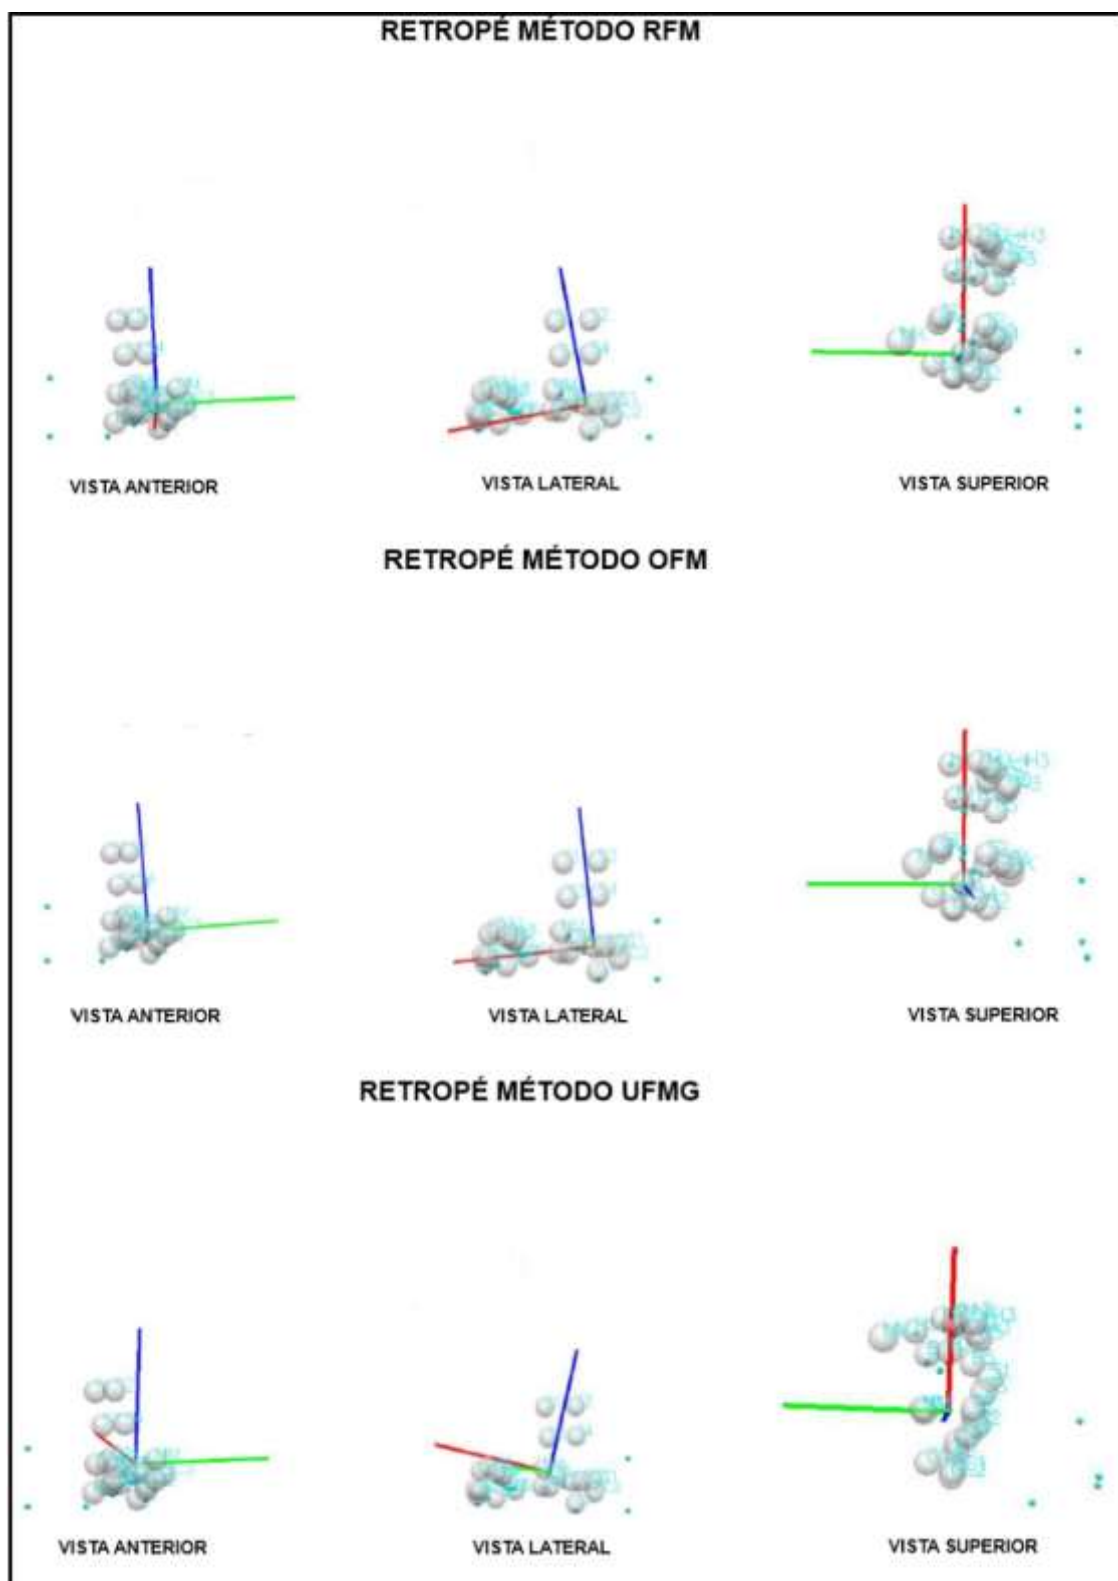 RETROPÉ MÉTODO RFM
VISTA ANTERIOR
VISTA LATERAL
VISTA SUPERIOR
RETROPÉ MÉTODO OFM
VISTA ANTERIOR
VISTA LATERAL
VISTA SUPERIOR
RETROPÉ MÉTODO UFMG
VISTA ANTERIOR
VISTA LATERAL
VISTA SUPERIOR